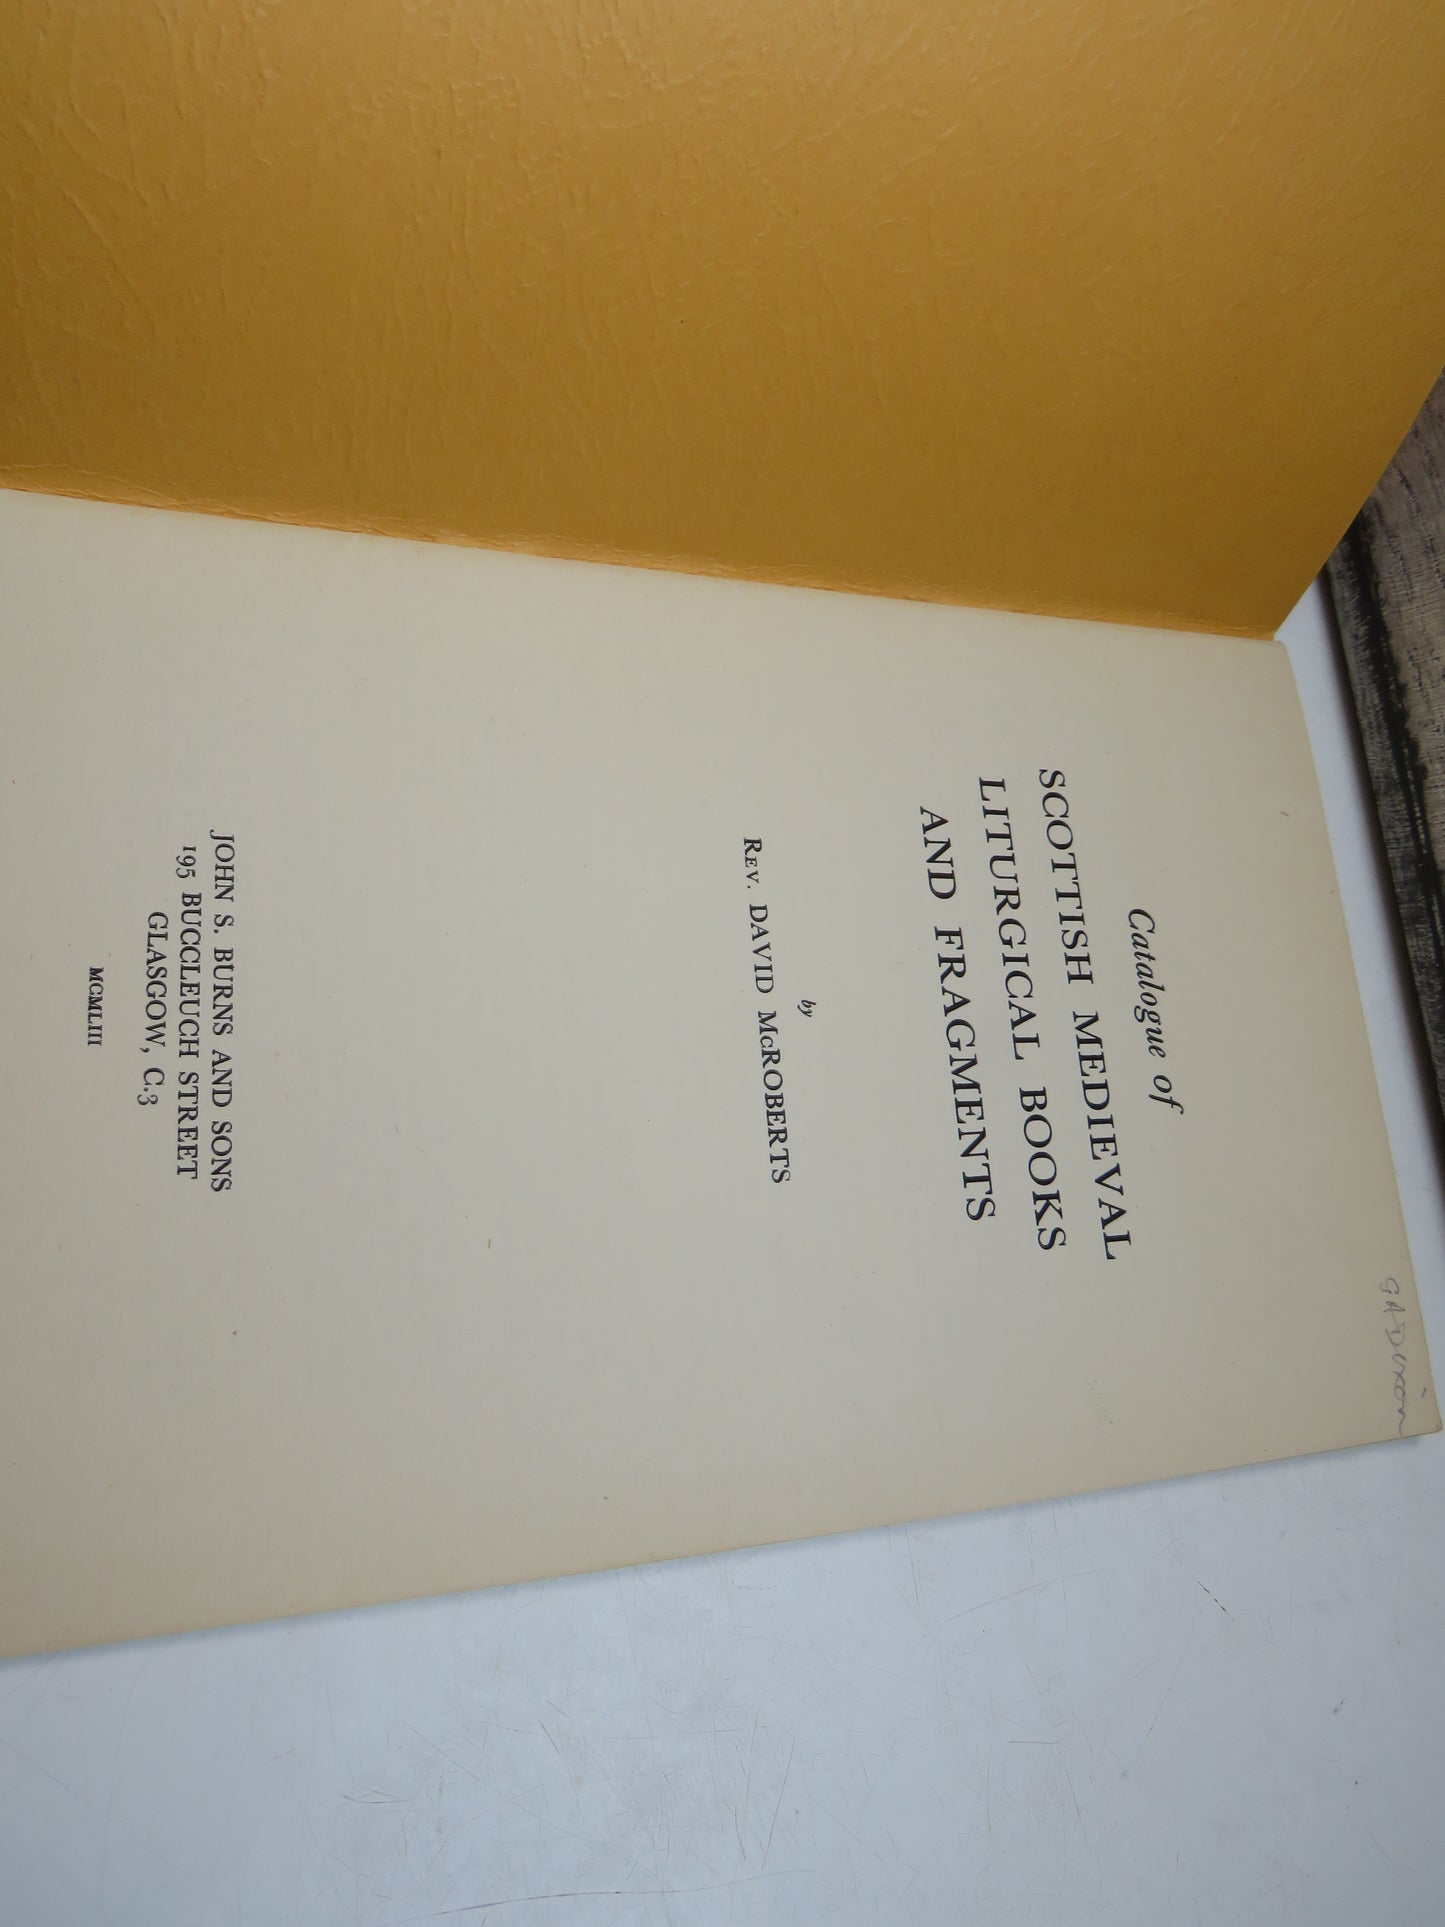 G A Dixon
Catalogue of
SCOTTISH MEDIEVAL
LITURGICAL BOOKS
AND FRAGMENTS
by
REV. DAVID McROBERTS
JOHN S. BURNS AND SONS
195 BUCCLEUCH STREET
GLASGOW, C.3
MCMLIII